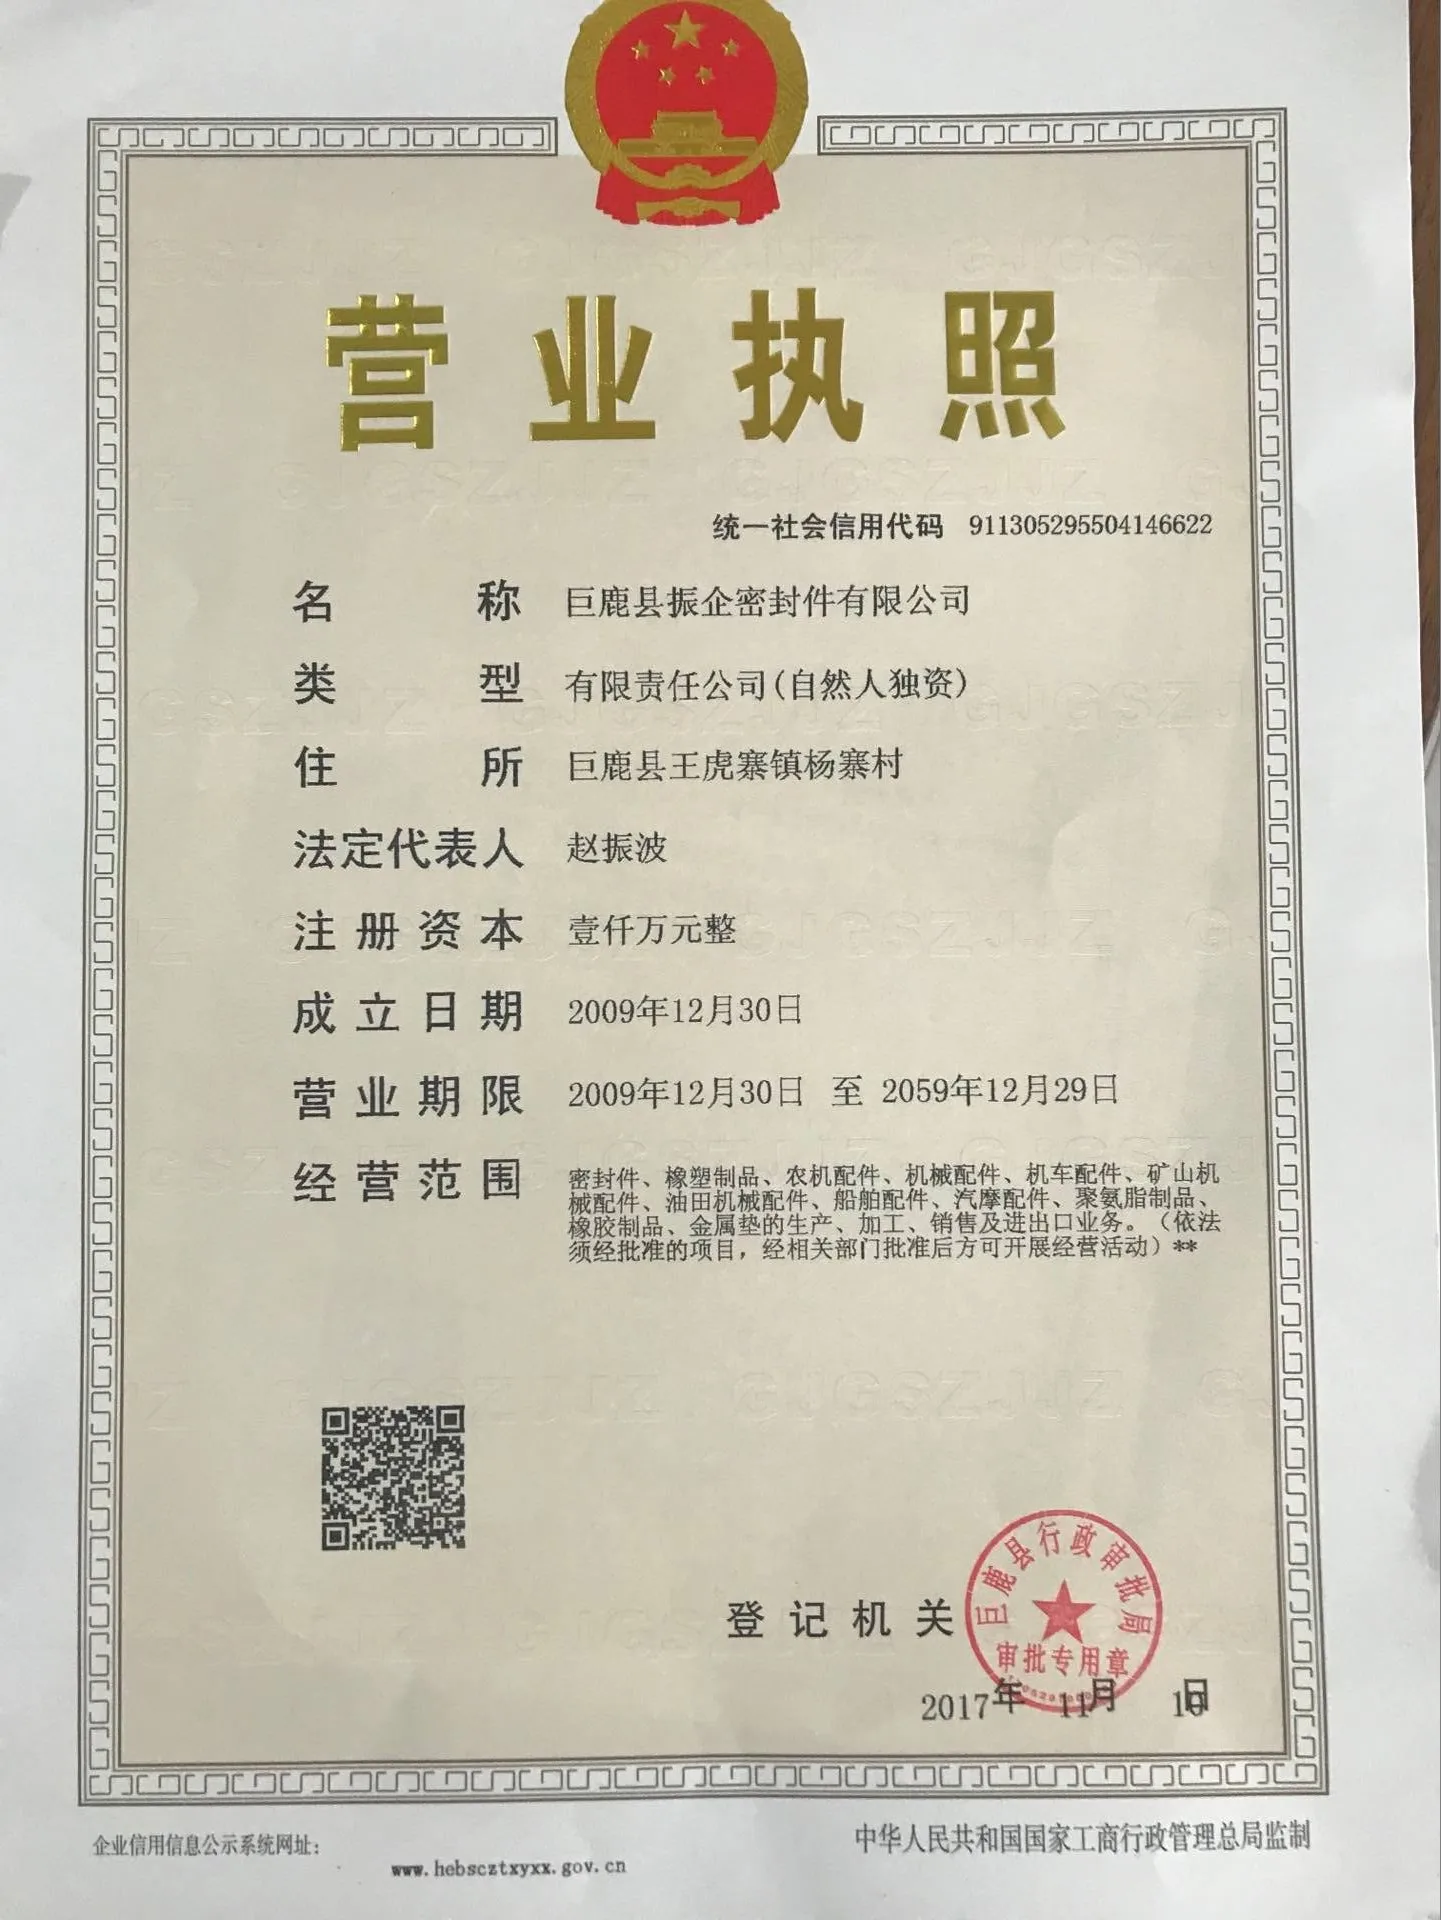 营业执照
统一社会信用代码 911305295504146622
名称 巨鹿县振企密封件有限公司
类型 有限责任公司(自然人独资)
住所 巨鹿县王虎寨镇杨寨村
法定代表人 赵振波
注册资本 壹仟万元整
成立日期 2009年12月30日
营业期限 2009年12月30日 至 2059年12月29日
经营范围 密封件、橡塑制品、农机配件、机械配件、机车配件、矿山机
械配件、油田机械配件、船舶配件、汽摩配件、聚氨脂制品、
橡胶制品、金属垫的生产、加工、销售及进出口业务。（依法
须经批准的项目，经相关部门批准后方可开展经营活动）**
巨鹿县行政审批局
登记机关
审批专用章
2017年 11月 10日
企业信用信息公示系统网址：
www.hebscztxyxx.gov.cn
中华人民共和国国家工商行政管理总局监制